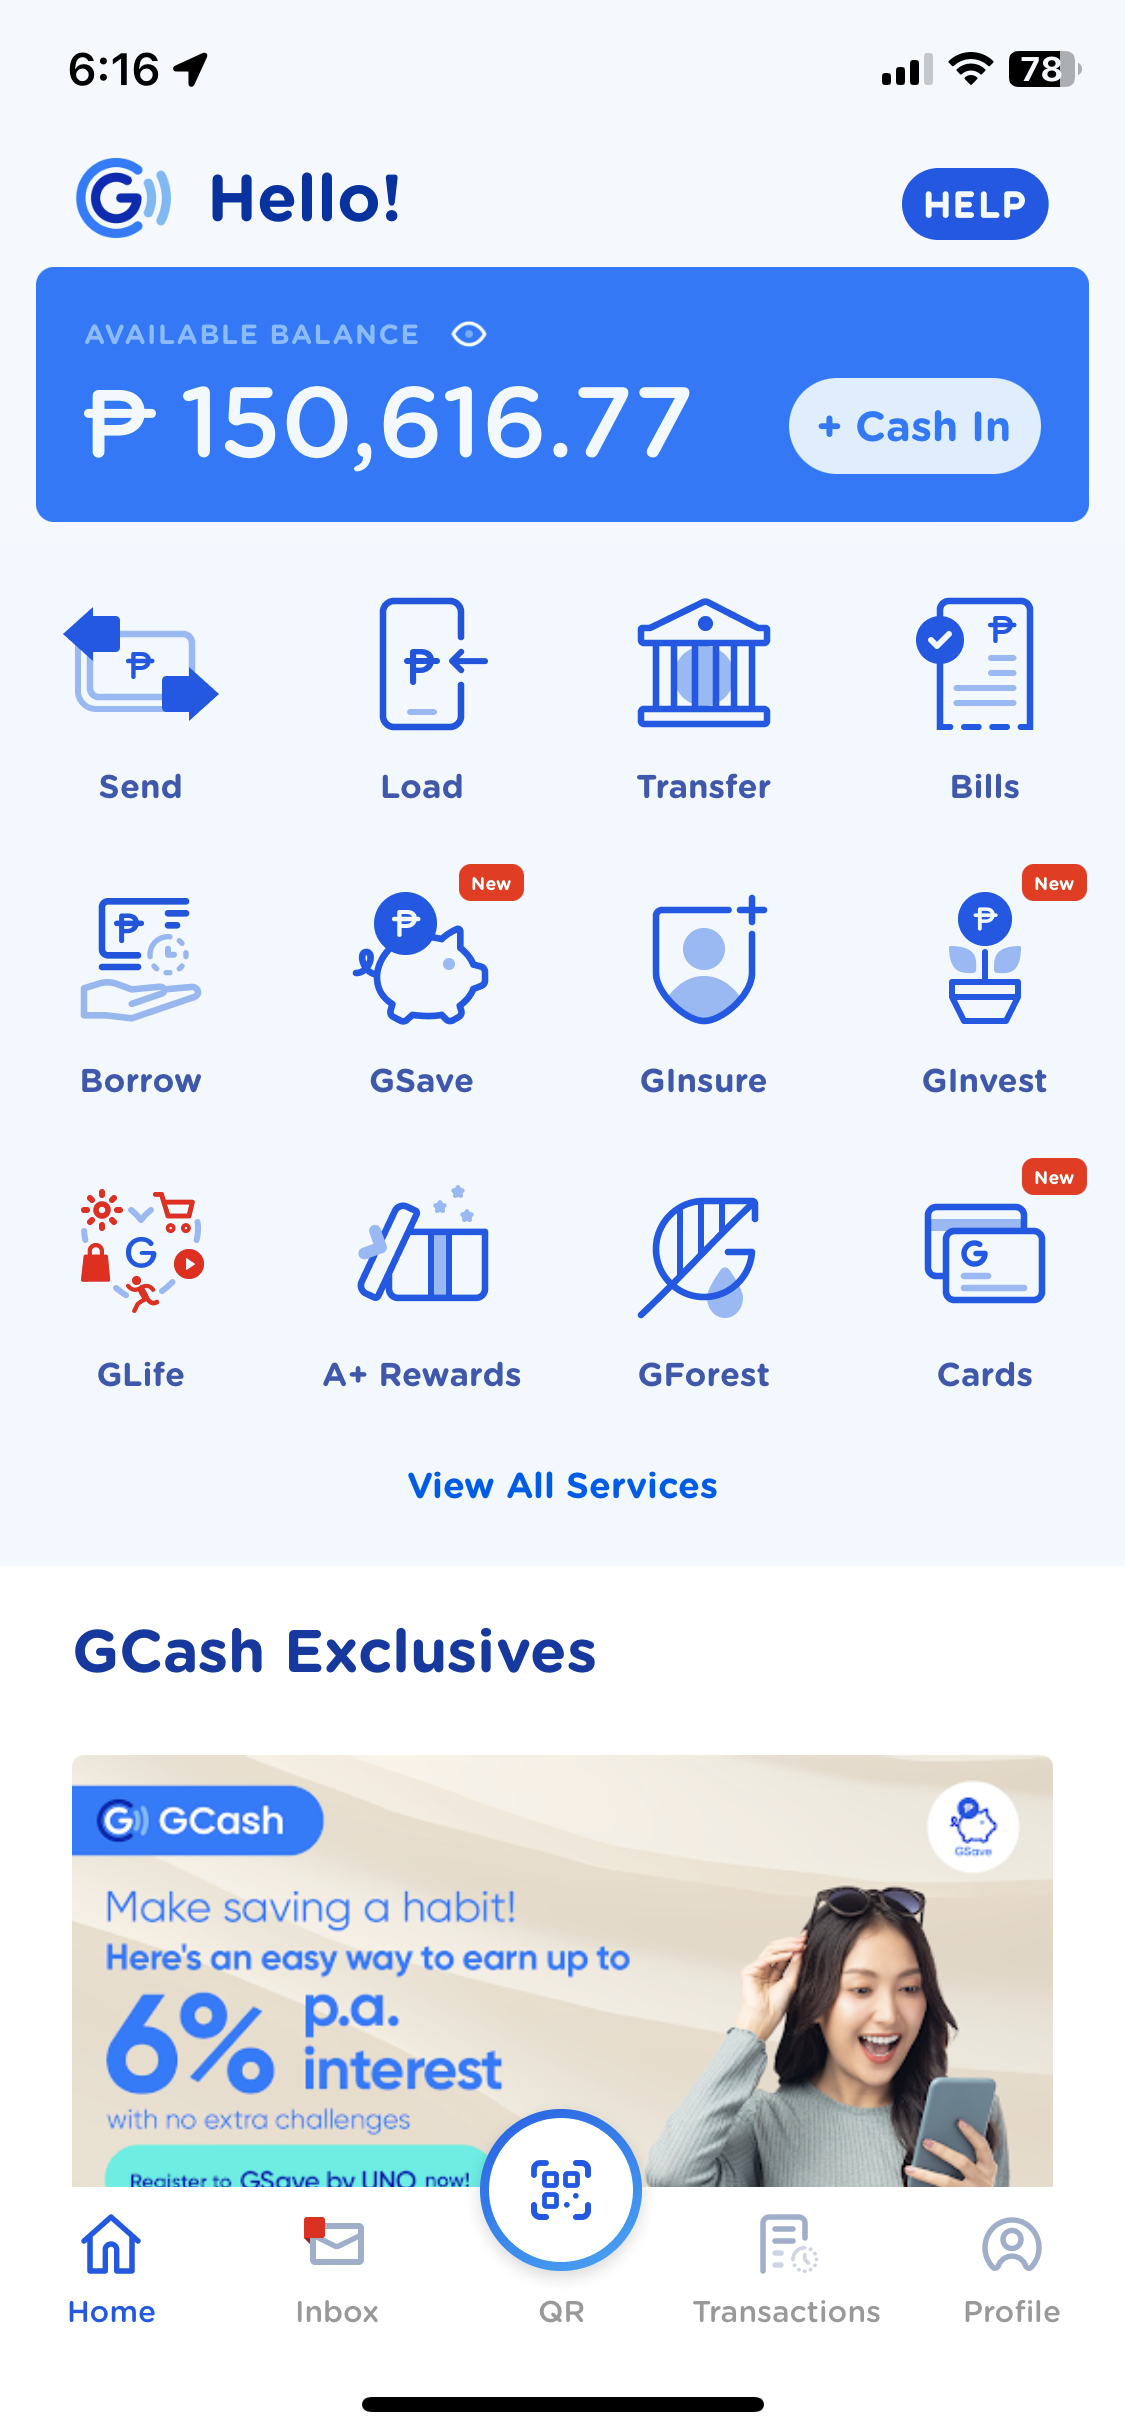 6:16
78
Hello!
HELP
AVAILABLE BALANCE
₱ 150,616.77
+ Cash In
Send
Load
Transfer
Bills
New
New
Borrow
GSave
GInsure
GInvest
New
GLife
A+ Rewards
GForest
Cards
View All Services
GCash Exclusives
GCash
GSave
Make saving a habit!
Here's an easy way to earn up to
6% p.a.
interest
with no extra challenges
Register to GSave by UNO now!
Home
Inbox
QR
Transactions
Profile